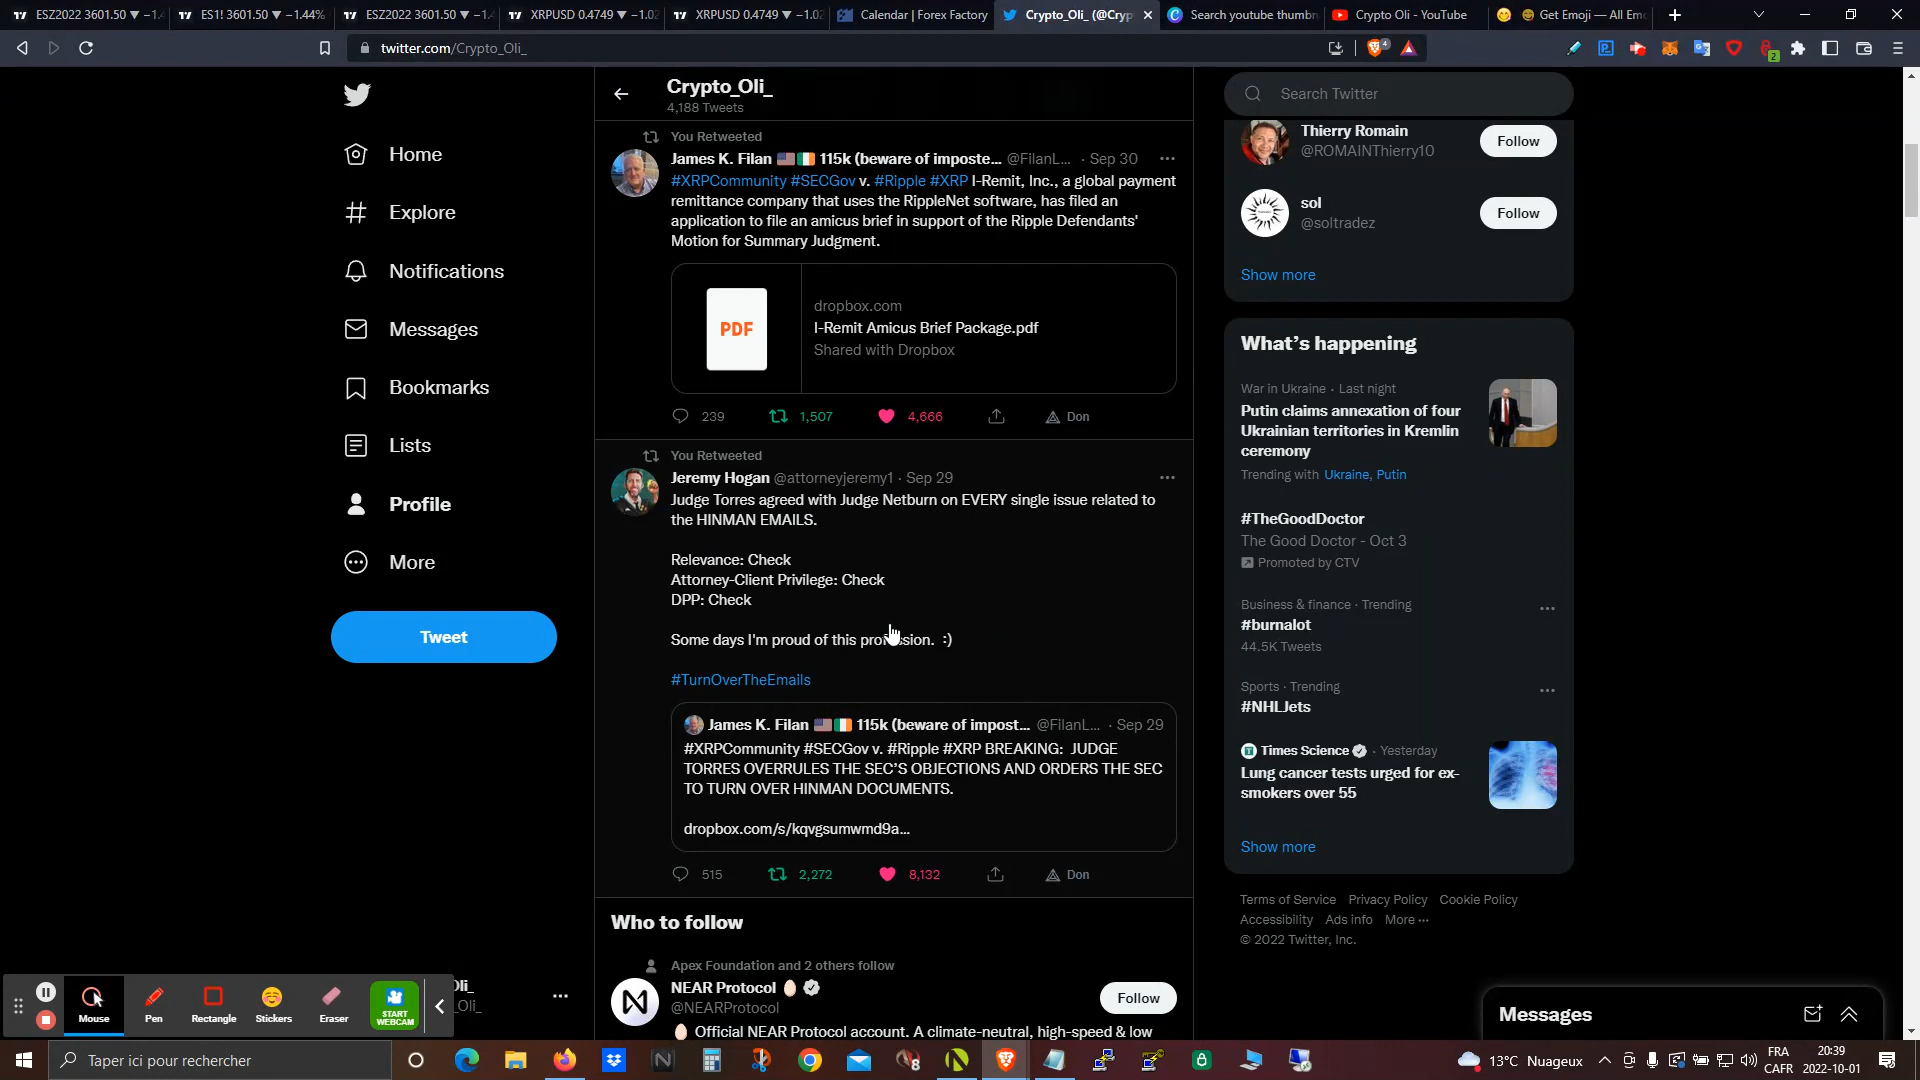 ESZ2022 3601.50 ▼ −1.4
ES1! 3601.50 ▼ −1.44%
ESZ2022 3601.50 ▼ −1.4
XRPUSD 0.4749 ▼ −1.02
XRPUSD 0.4749 ▼ −1.02
Calendar | Forex Factory
Crypto_Oli_ (@Cryp
Search youtube thumbn
Crypto Oli - YouTube
Get Emoji — All Em
twitter.com/Crypto_Oli_
4
2
Home
Explore
Notifications
Messages
Bookmarks
Lists
Profile
More
Tweet
Crypto_Oli_
4,188 Tweets
You Retweeted
James K. Filan 🇺🇸🇮🇪 115k (beware of imposte... @FilanL... · Sep 30
#XRPCommunity #SECGov v. #Ripple #XRP I-Remit, Inc., a global payment
remittance company that uses the RippleNet software, has filed an
application to file an amicus brief in support of the Ripple Defendants'
Motion for Summary Judgment.
PDF
dropbox.com
I-Remit Amicus Brief Package.pdf
Shared with Dropbox
239 1,507 4,666 Don
You Retweeted
Jeremy Hogan @attorneyjeremy1 · Sep 29
Judge Torres agreed with Judge Netburn on EVERY single issue related to
the HINMAN EMAILS.
Relevance: Check
Attorney-Client Privilege: Check
DPP: Check
Some days I'm proud of this profession. :)
#TurnOverTheEmails
James K. Filan 🇺🇸🇮🇪 115k (beware of impost... @FilanL... · Sep 29
#XRPCommunity #SECGov v. #Ripple #XRP BREAKING: JUDGE
TORRES OVERRULES THE SEC'S OBJECTIONS AND ORDERS THE SEC
TO TURN OVER HINMAN DOCUMENTS.
dropbox.com/s/kqvgsumwmd9a...
515 2,272 8,132 Don
Who to follow
Apex Foundation and 2 others follow
NEAR Protocol
@NEARProtocol
Follow
Official NEAR Protocol account. A climate-neutral, high-speed & low
Search Twitter
Thierry Romain
@ROMAINThierry10
Follow
sol
@soltradez
Follow
Show more
What's happening
War in Ukraine · Last night
Putin claims annexation of four
Ukrainian territories in Kremlin
ceremony
Trending with Ukraine, Putin
#TheGoodDoctor
The Good Doctor - Oct 3
Promoted by CTV
Business & finance · Trending
#burnalot
44.5K Tweets
Sports · Trending
#NHLJets
Times Science · Yesterday
Lung cancer tests urged for ex-
smokers over 55
Show more
Terms of Service Privacy Policy Cookie Policy
Accessibility Ads info More ···
© 2022 Twitter, Inc.
Messages
Mouse
Pen
Rectangle
Stickers
Eraser
START
WEBCAM
Oli_
_Oli_
Taper ici pour rechercher
13°C Nuageux
FRA
CAFR
20:39
2022-10-01